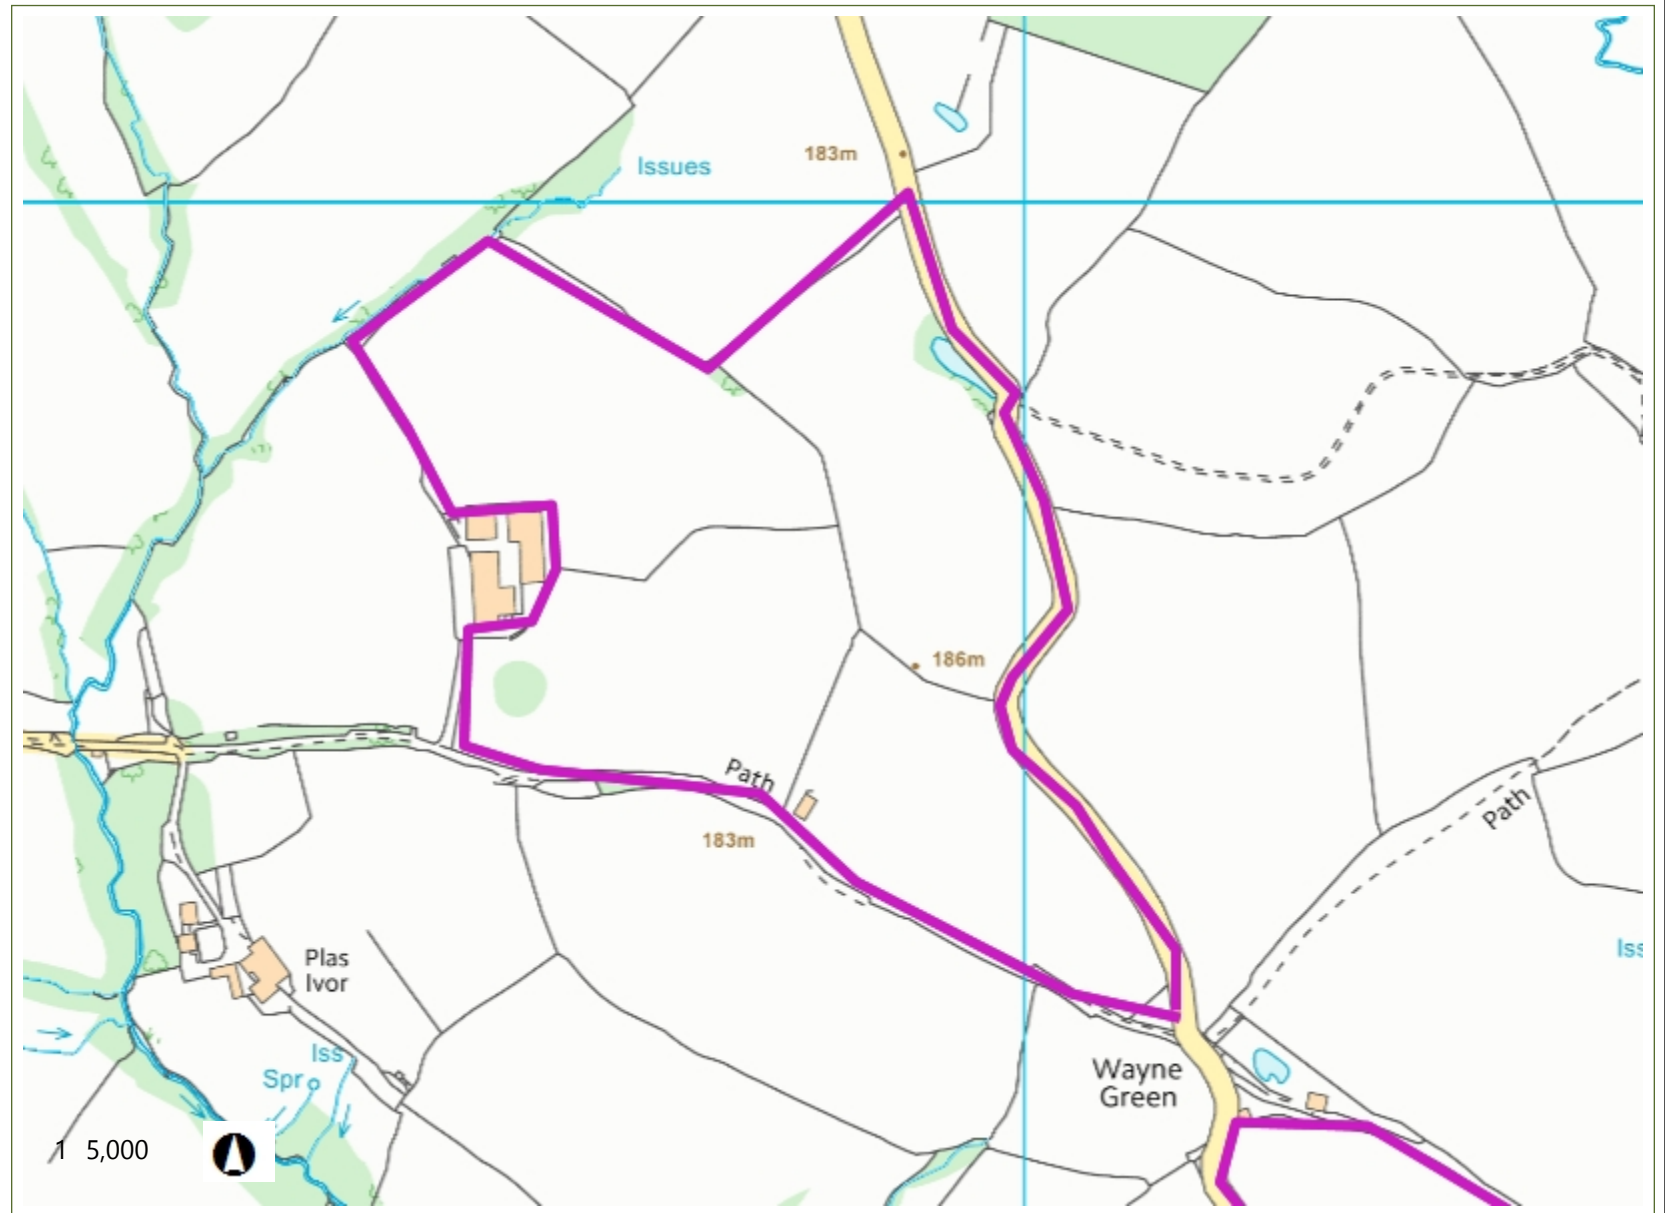 183m
Issues
186m
Path
Path
183m
Iss
Plas
Ivor
Iss
Wayne
Green
Spr
1 5,000